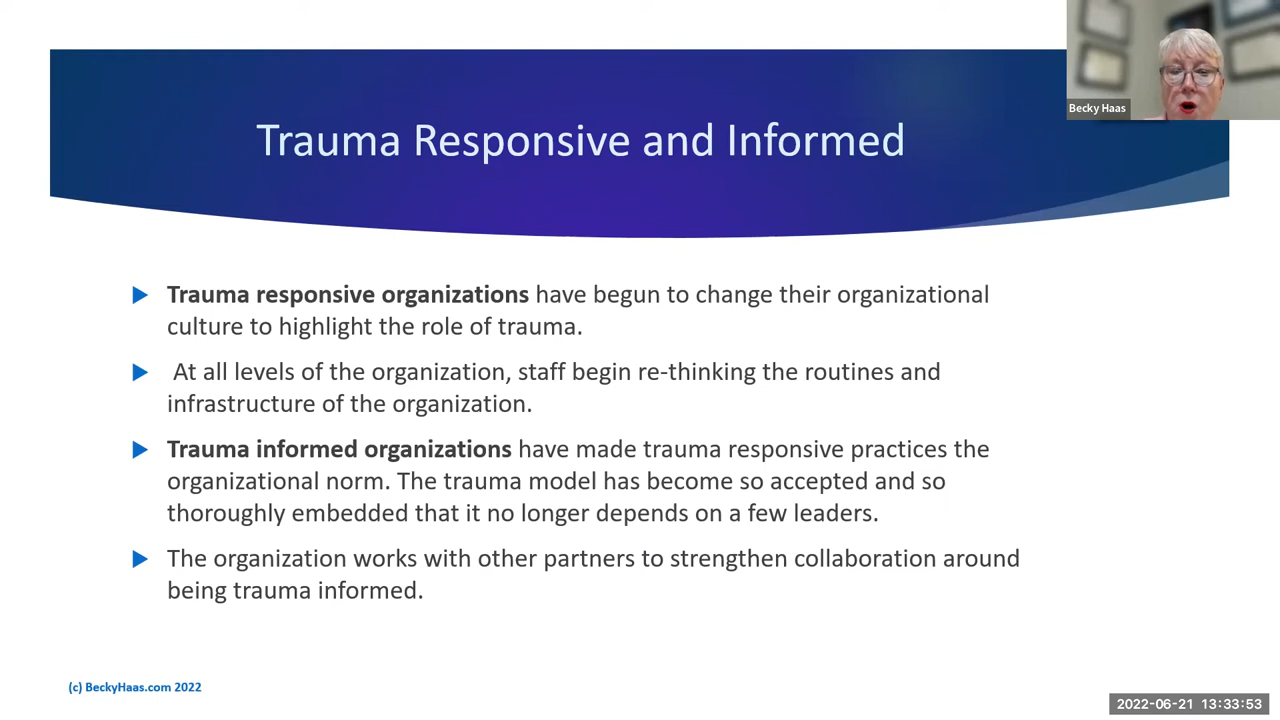 Becky Haas
Trauma Responsive and Informed
Trauma responsive organizations have begun to change their organizational
culture to highlight the role of trauma.
At all levels of the organization, staff begin re-thinking the routines and
infrastructure of the organization.
Trauma informed organizations have made trauma responsive practices the
organizational norm. The trauma model has become so accepted and so
thoroughly embedded that it no longer depends on a few leaders.
The organization works with other partners to strengthen collaboration around
being trauma informed.
(c) BeckyHaas.com 2022
2022-06-21 13:33:53